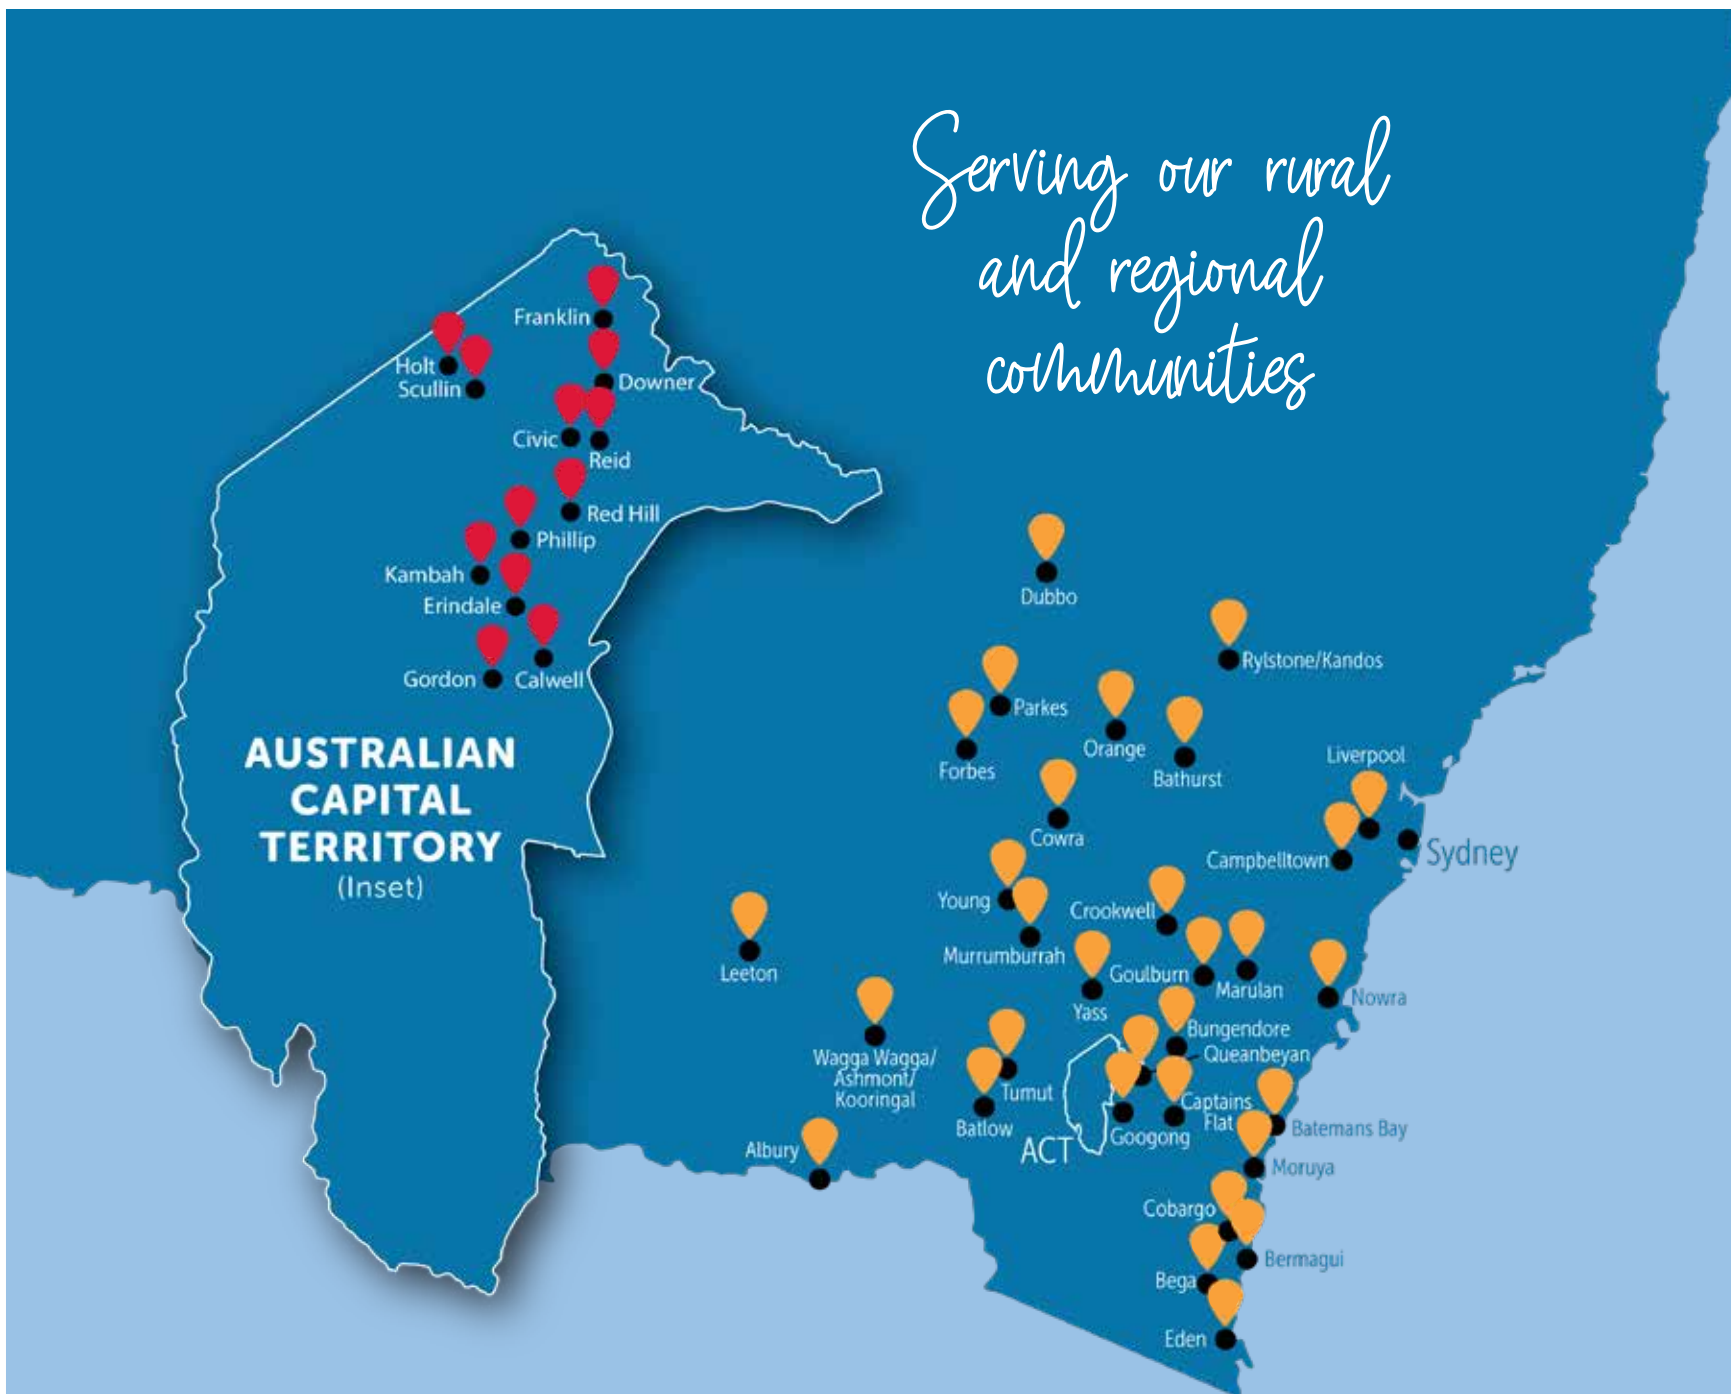 Serving our rural
and regional
communities
Franklin
Holt
Scullin
Downer
Civic
Reid
Red Hill
Phillip
Kambah
Erindale
Gordon
Calwell
AUSTRALIAN
CAPITAL
TERRITORY
(Inset)
Dubbo
Rylstone/Kandos
Parkes
Orange
Forbes
Bathurst
Liverpool
Cowra
Sydney
Campbelltown
Young
Crookwell
Murrumburrah
Leeton
Goulburn
Marulan
Nowra
Yass
Bungendore
Queanbeyan
Wagga Wagga/
Ashmont/
Kooringal
Tumut
Captains
Flat
Batlow
Googong
Batemans Bay
ACT
Albury
Moruya
Cobargo
Bermagui
Bega
Eden